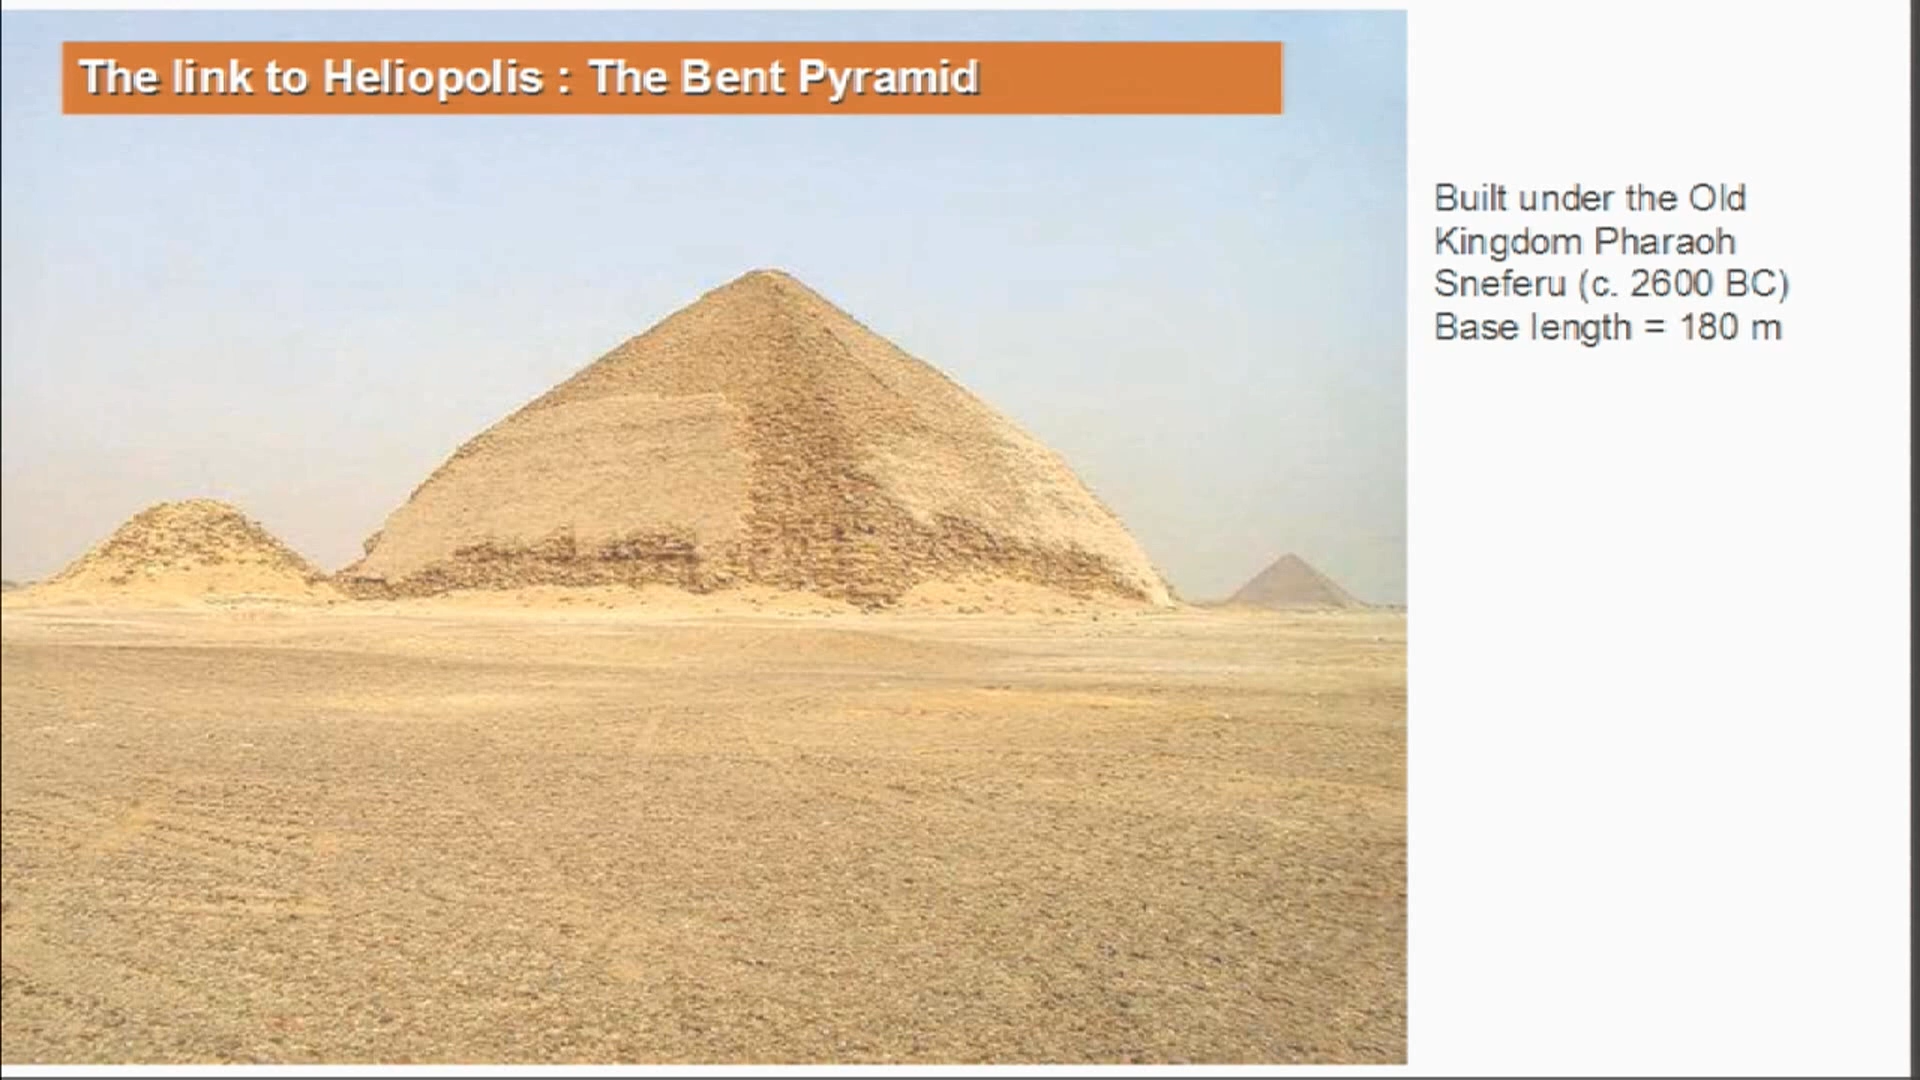 The link to Heliopolis : The Bent Pyramid
Built under the Old
Kingdom Pharaoh
Sneferu (c. 2600 BC)
Base length = 180 m